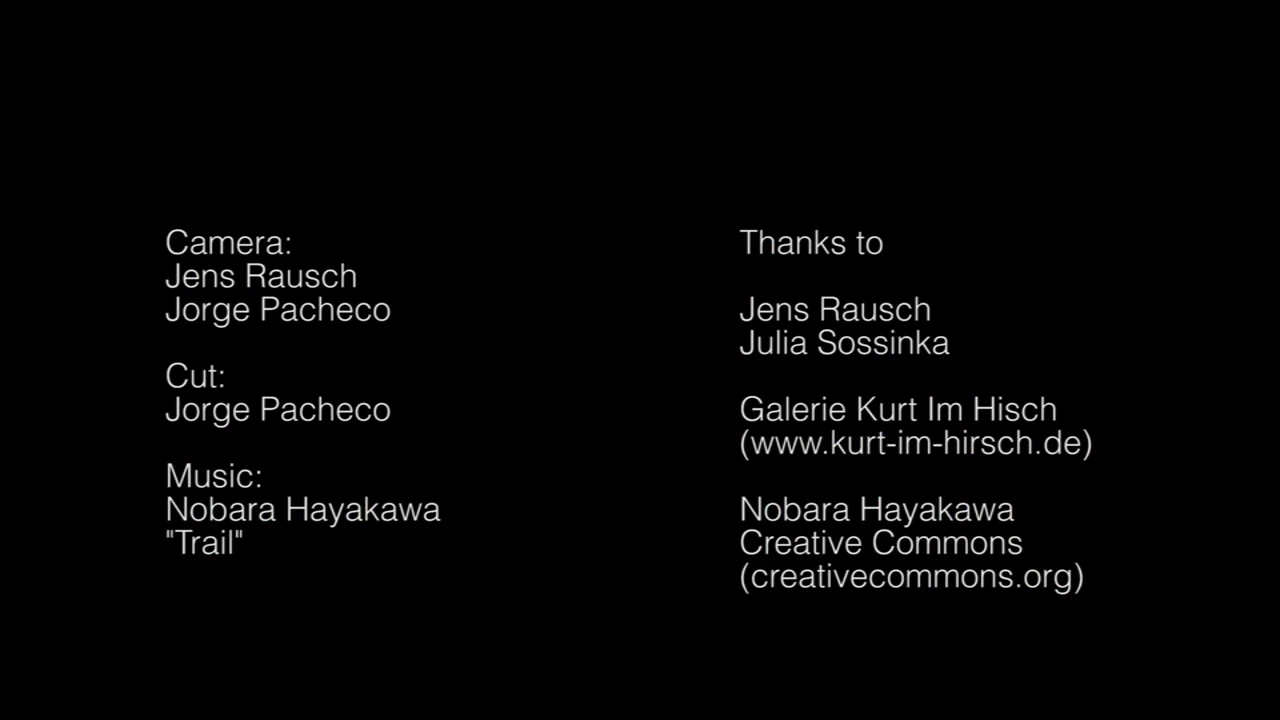 Camera:
Jens Rausch
Jorge Pacheco
Cut:
Jorge Pacheco
Music:
Nobara Hayakawa
"Trail"
Thanks to
Jens Rausch
Julia Sossinka
Galerie Kurt Im Hisch
(www.kurt-im-hirsch.de)
Nobara Hayakawa
Creative Commons
(creativecommons.org)